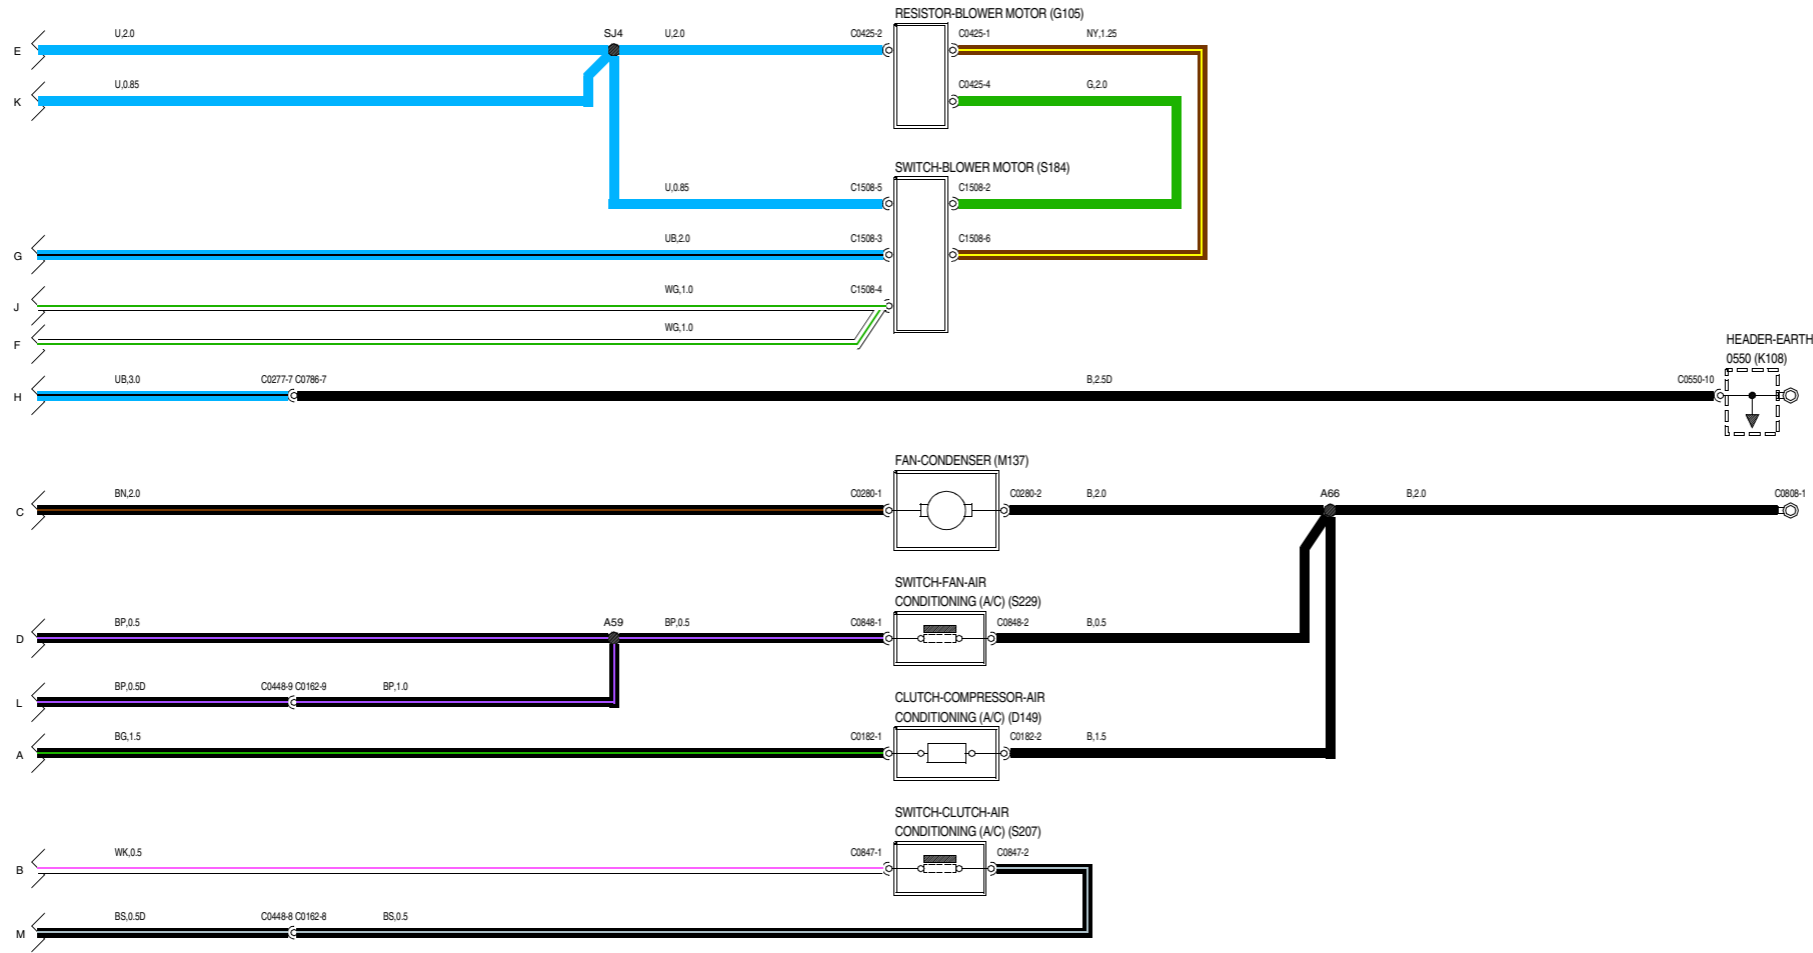 RESISTOR-BLOWER MOTOR (G105)
E U,2.0 SJ4 U,2.0 C0425-2 C0425-1 NY,1.25
K U,0.85 C0425-4 G,2.0
SWITCH-BLOWER MOTOR (S184)
U,0.85 C1508-5 C1508-2
G UB,2.0 C1508-3 C1508-6
J WG,1.0 C1508-4
F WG,1.0
HEADER-EARTH
0550 (K108)
H UB,3.0 C0277-7 C0786-7 B,2.5D C0550-10
FAN-CONDENSER (M137)
C BN,2.0 C0280-1 C0280-2 B,2.0 A66 B,2.0 C0808-1
SWITCH-FAN-AIR
CONDITIONING (A/C) (S229)
D BP,0.5 A59 BP,0.5 C0848-1 C0848-2 B,0.5
L BP,0.5D C0448-9 C0162-9 BP,1.0
CLUTCH-COMPRESSOR-AIR
CONDITIONING (A/C) (D149)
A BG,1.5 C0182-1 C0182-2 B,1.5
SWITCH-CLUTCH-AIR
CONDITIONING (A/C) (S207)
B WK,0.5 C0847-1 C0847-2
M BS,0.5D C0448-8 C0162-8 BS,0.5